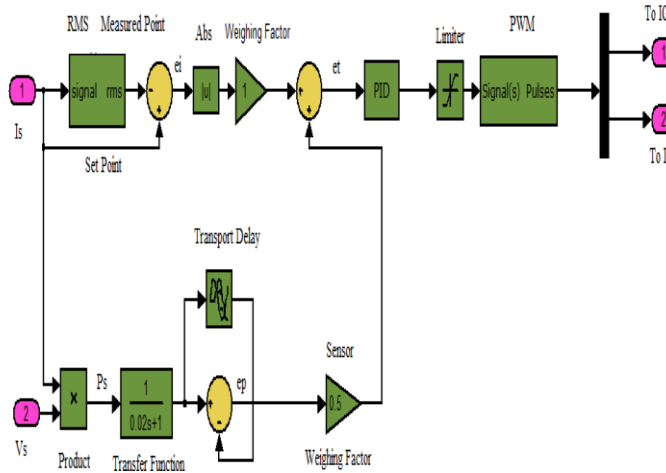 RMS Measured Point Abs Weighing Factor Limiter PWM To IG
1 Is signal rms - + ei |u| 1 + + et PID Signal(s) Pulses 1
2
Set Point To I
Transport Delay
Sensor
Ps × 1 0.02s+1 + - ep 0.5
2 Vs
Product Transfer Function Weighing Factor